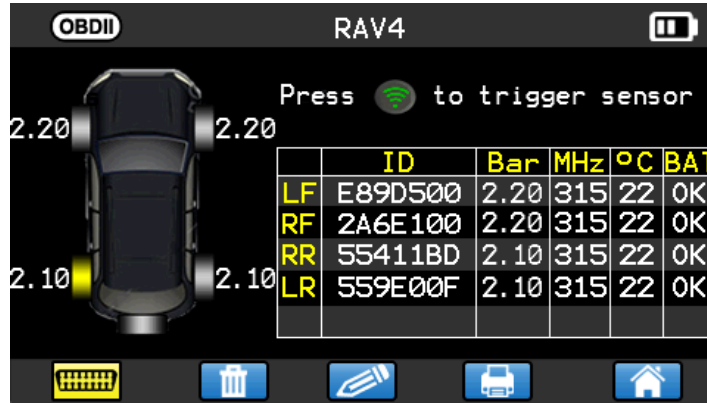 OBDII RAV4
Press to trigger sensor
2.20 2.20
ID Bar MHz °C BAT
LF E89D500 2.20 315 22 OK
RF 2A6E100 2.20 315 22 OK
RR 55411BD 2.10 315 22 OK
2.10 2.10
LR 559E00F 2.10 315 22 OK